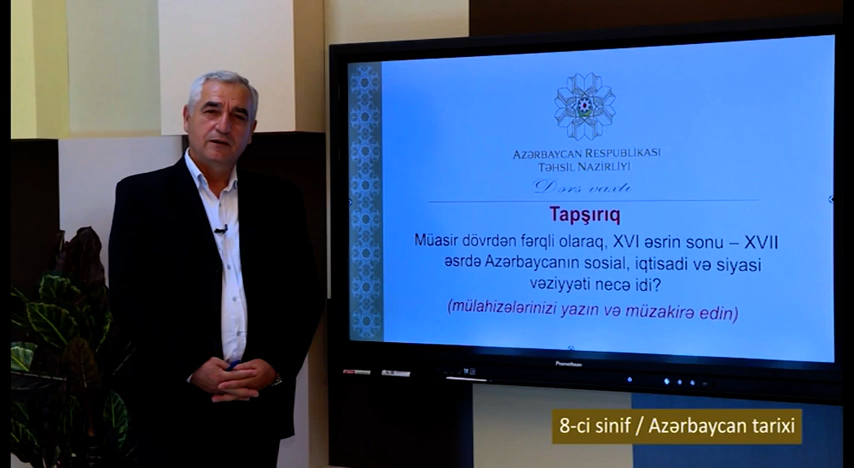 AZƏRBAYCAN RESPUBLIKASI
TƏHSIL NAZIRLIYI
Dərs vaxtı
Tapşırıq
Müasir dövrdən fərqli olaraq, XVI əsrin sonu – XVII
əsrdə Azərbaycanın sosial, iqtisadi və siyasi
vəziyyəti necə idi?
(mülahizələrinizi yazın və müzakirə edin)
Promethean
8-ci sinif / Azərbaycan tarixi